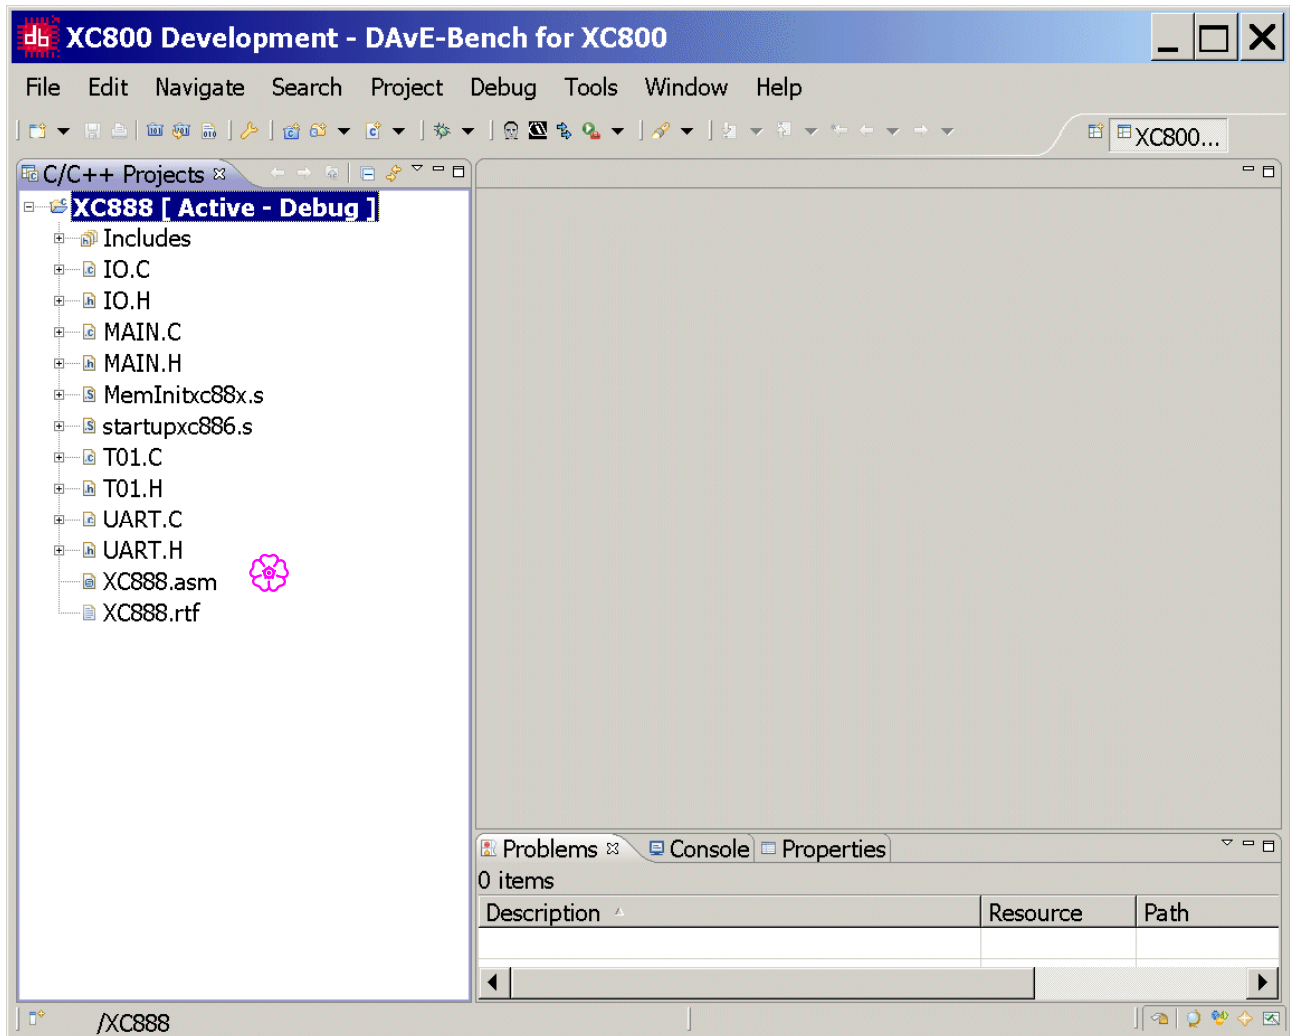 XC800 Development - DAvE-Bench for XC800
File Edit Navigate Search Project Debug Tools Window Help
XC800...
C/C++ Projects
XC888 [ Active - Debug ]
Includes
IO.C
IO.H
MAIN.C
MAIN.H
MemInitxc88x.s
startupxc886.s
T01.C
T01.H
UART.C
UART.H
XC888.asm
XC888.rtf
Problems Console Properties
0 items
Description Resource Path
/XC888